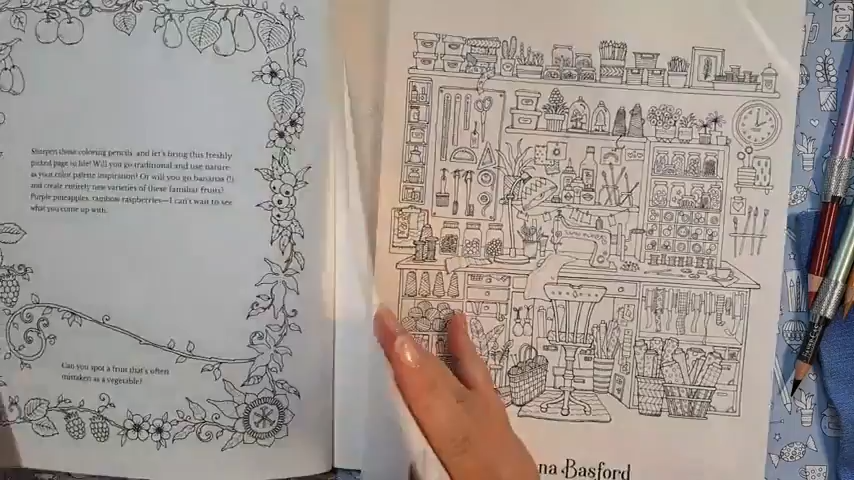 Sharpen those coloring pencils and let's bring this freshly
picked page to life! Will you go traditional and use nature
as your color palette inspiration? Or will you go bananas (!)
and create entirely new varieties of these familiar fruits?
Purple pineapples, rainbow raspberries—I can't wait to see
what you come up with.
Can you spot a fruit that's often
mistaken as a vegetable?
na Basford